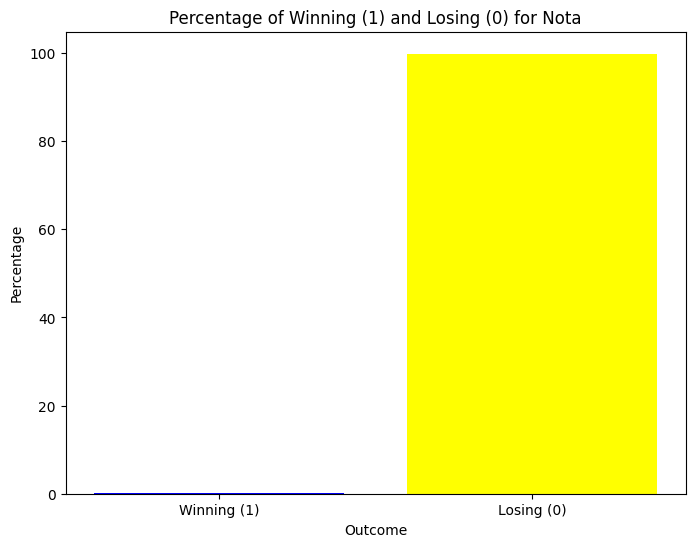 Percentage of Winning (1) and Losing (0) for Nota
100
80
60
40
20
0
Percentage
Winning (1)
Losing (0)
Outcome